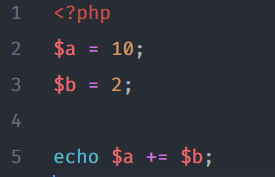 1 <?php
2 $a = 10;
3 $b = 2;
4
5 echo $a += $b;